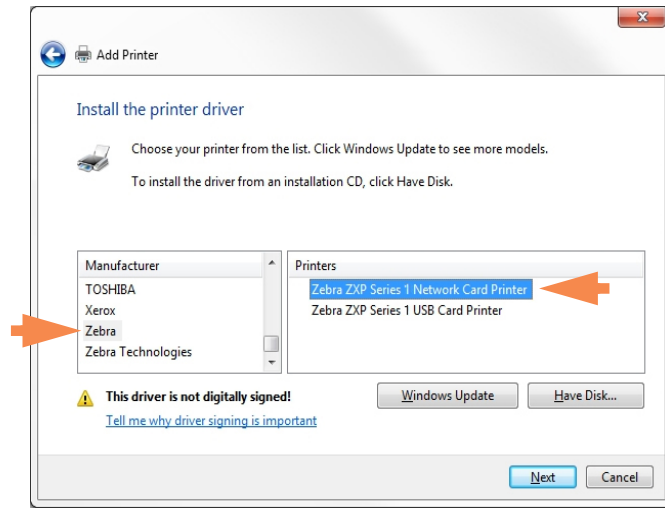 Add Printer
Install the printer driver
Choose your printer from the list. Click Windows Update to see more models.
To install the driver from an installation CD, click Have Disk.
Manufacturer
TOSHIBA
Xerox
Zebra
Zebra Technologies
Printers
Zebra ZXP Series 1 Network Card Printer
Zebra ZXP Series 1 USB Card Printer
This driver is not digitally signed!
Tell me why driver signing is important
Windows Update
Have Disk...
Next
Cancel